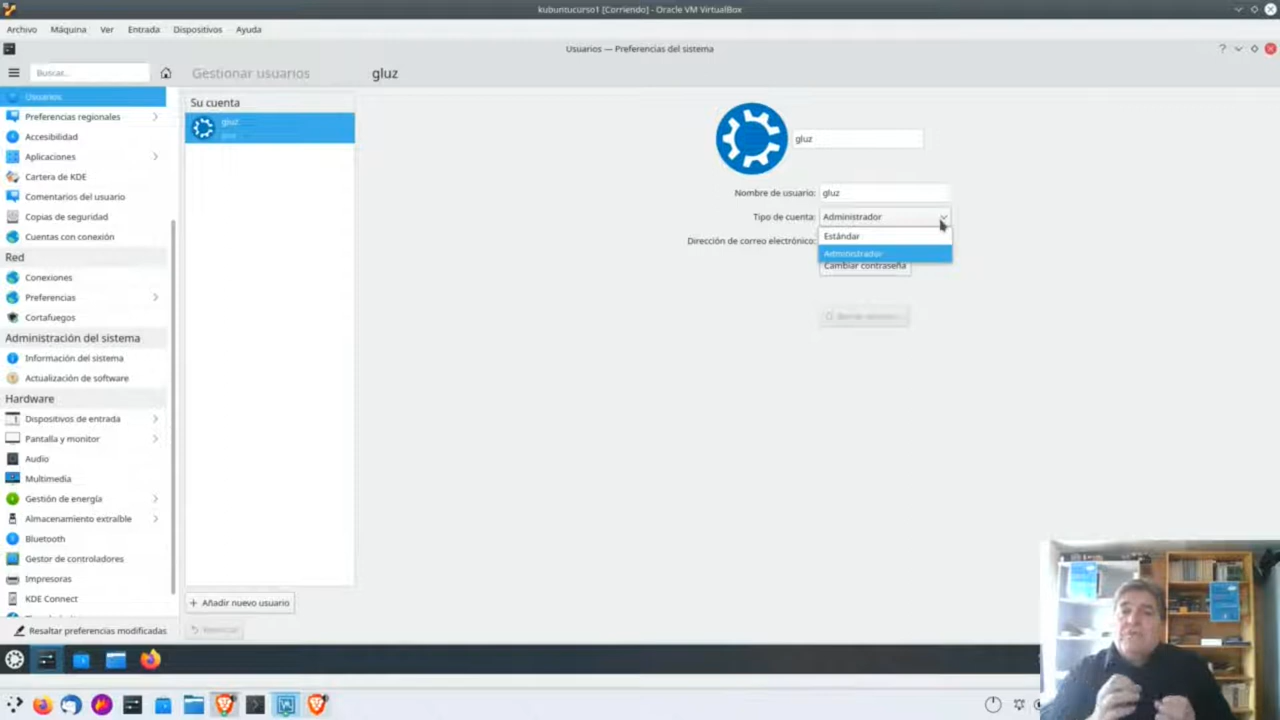 kubuntucurso1 [Corriendo] - Oracle VM VirtualBox
Archivo Máquina Ver Entrada Dispositivos Ayuda
Usuarios — Preferencias del sistema
Buscar...
Gestionar usuarios
gluz
Usuarios
Preferencias regionales
Accesibilidad
Aplicaciones
Cartera de KDE
Comentarios del usuario
Copias de seguridad
Cuentas con conexión
Red
Conexiones
Preferencias
Cortafuegos
Administración del sistema
Información del sistema
Actualización de software
Hardware
Dispositivos de entrada
Pantalla y monitor
Audio
Multimedia
Gestión de energía
Almacenamiento extraíble
Bluetooth
Gestor de controladores
Impresoras
KDE Connect
Resaltar preferencias modificadas
Su cuenta
gluz
gluz
+ Añadir nuevo usuario
Reiniciar
gluz
Nombre de usuario: gluz
Tipo de cuenta: Administrador
Estándar
Administrador
Dirección de correo electrónico:
Cambiar contraseña